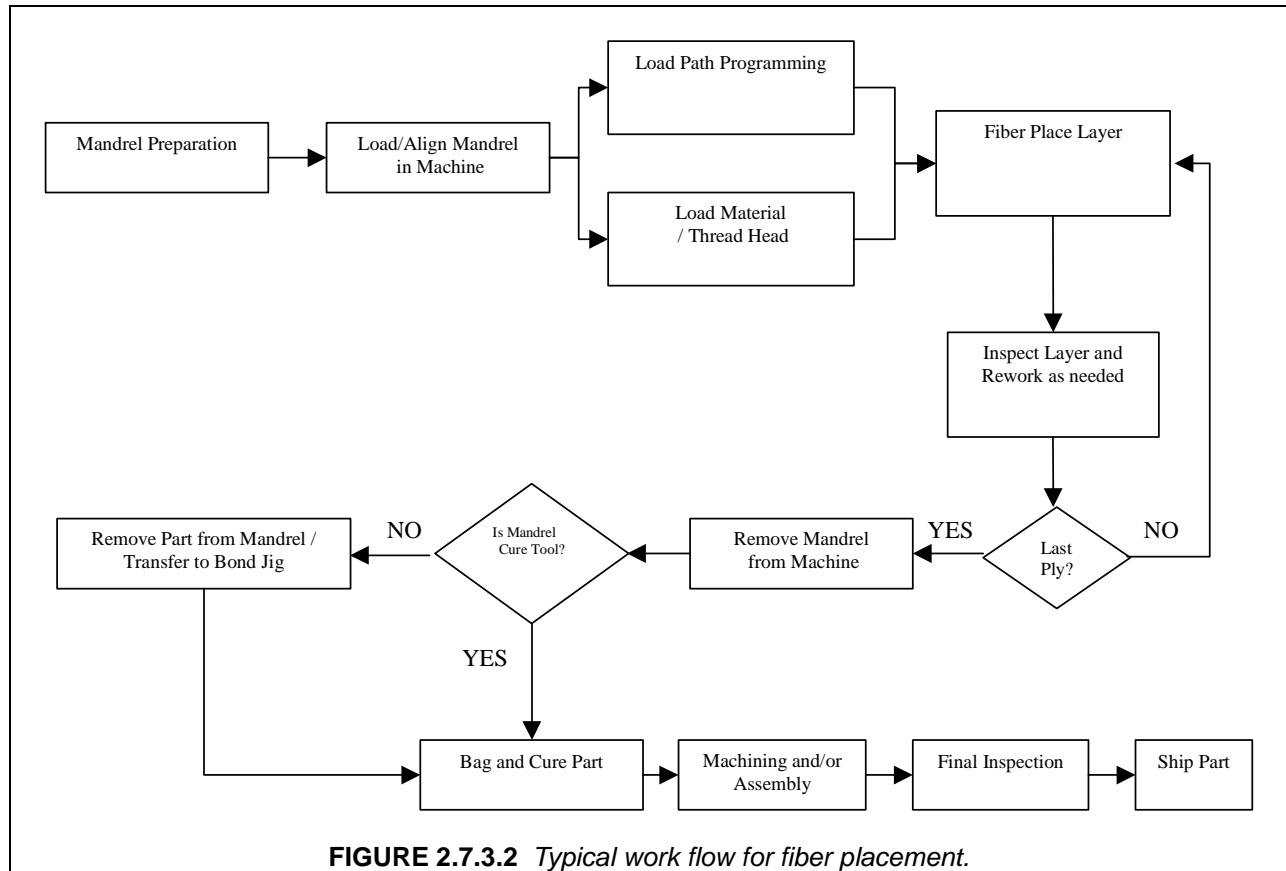 Load Path Programming
Mandrel Preparation
Load/Align Mandrel
in Machine
Fiber Place Layer
Load Material
/ Thread Head
Inspect Layer and
Rework as needed
Remove Part from Mandrel /
Transfer to Bond Jig
NO
Is Mandrel
Cure Tool?
Remove Mandrel
from Machine
YES
Last
Ply?
NO
YES
Bag and Cure Part
Machining and/or
Assembly
Final Inspection
Ship Part
FIGURE 2.7.3.2 Typical work flow for fiber placement.